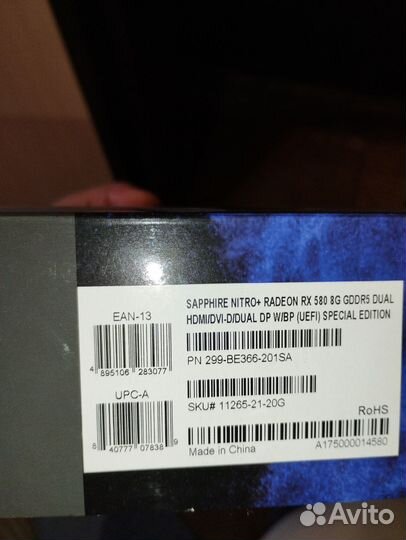 EAN-13
4 895106 283077
UPC-A
8 40777 07838 9
SAPPHIRE NITRO+ RADEON RX 580 8G GDDR5 DUAL
HDMI/DVI-D/DUAL DP W/BP (UEFI) SPECIAL EDITION
PN 299-BE366-201SA
SKU# 11265-21-20G
RoHS
Made in China
A175000014580
Avito